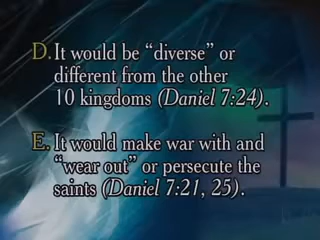 D. It would be “diverse” or
different from the other
10 kingdoms (Daniel 7:24).
E. It would make war with and
“wear out” or persecute the
saints (Daniel 7:21, 25).